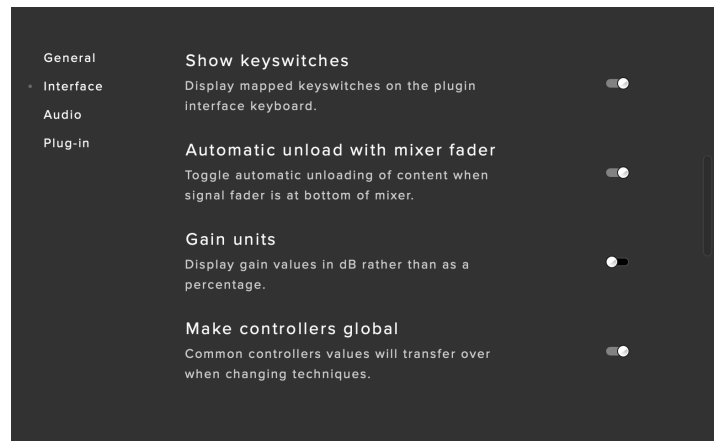 General
Interface
Audio
Plug-in
Show keyswitches
Display mapped keyswitches on the plugin
interface keyboard.
Automatic unload with mixer fader
Toggle automatic unloading of content when
signal fader is at bottom of mixer.
Gain units
Display gain values in dB rather than as a
percentage.
Make controllers global
Common controllers values will transfer over
when changing techniques.